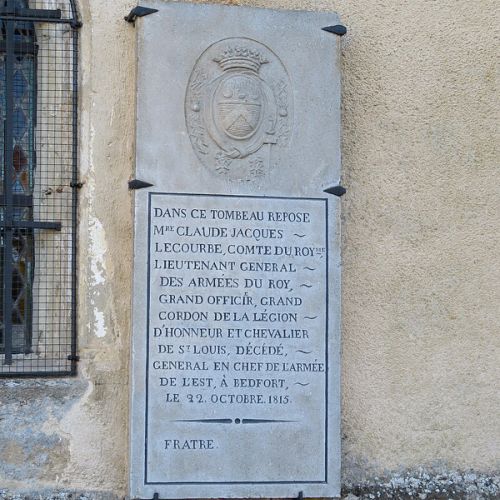 DANS CE TOMBEAU REPOSE
Mre CLAUDE JACQUES ~
LECOURBE, COMTE DU ROYme
LIEUTENANT GENERAL ~
DES ARMÉES DU ROY, ~
GRAND OFFICIR, GRAND
CORDON DE LA LÉGION ~
D'HONNEUR ET CHEVALIER
DE St LOUIS, DÉCÉDÉ, ~
GENERAL EN CHEF DE L'ARMÉE
DE L'EST, À BEDFORT, ~
LE 22. OCTOBRE. 1815.
FRATRE.